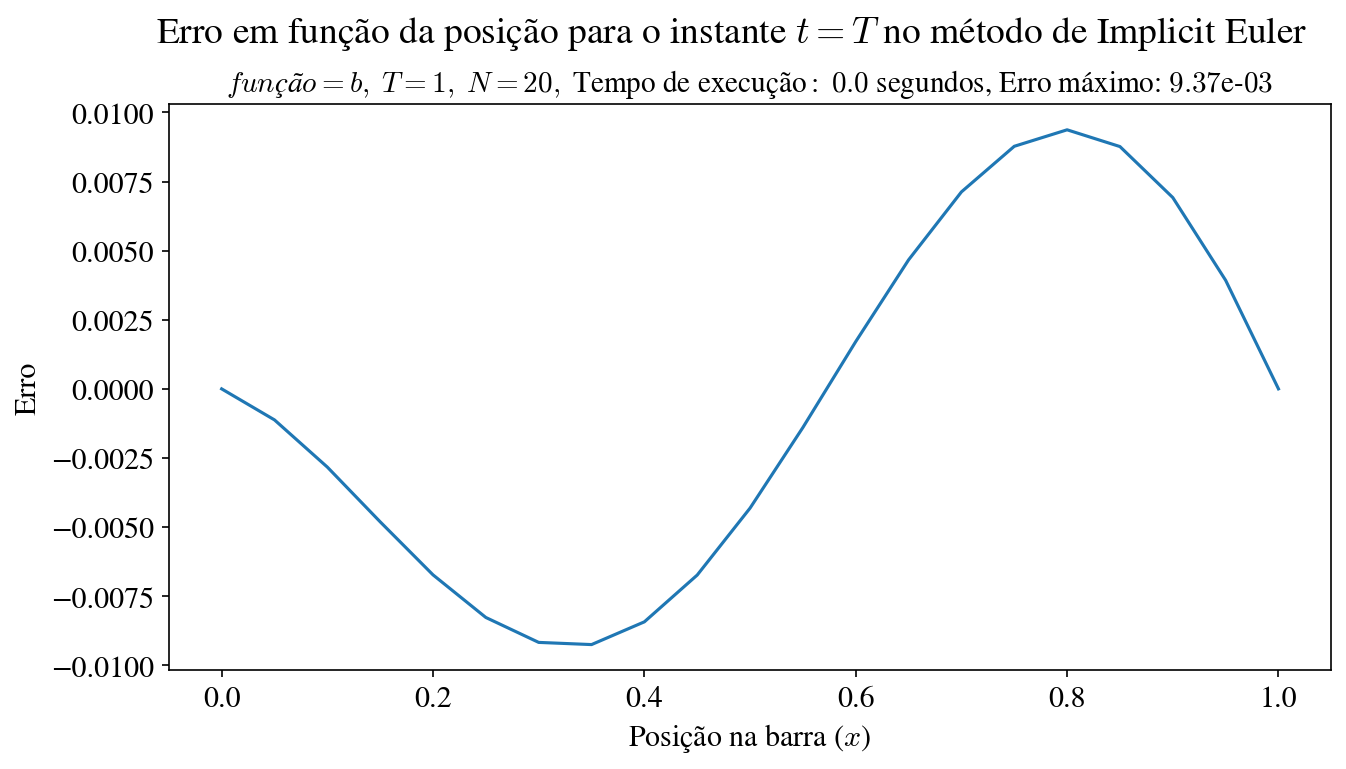 Erro em função da posição para o instante t = T no método de Implicit Euler
função = b, T = 1, N = 20, Tempo de execução : 0.0 segundos, Erro máximo: 9.37e-03
0.0100
0.0075
0.0050
0.0025
0.0000
−0.0025
−0.0050
−0.0075
−0.0100
Erro
0.0 0.2 0.4 0.6 0.8 1.0
Posição na barra (x)